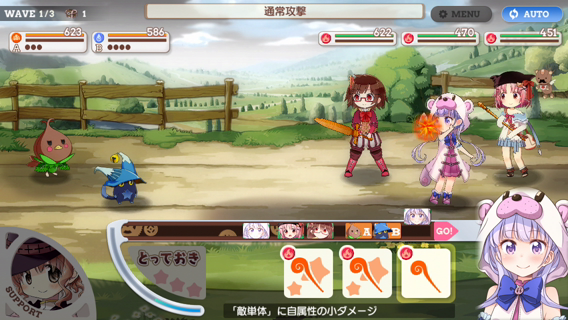 WAVE 1/3 1
通常攻撃
MENU
AUTO
623
586
622
470
451
A
B
A B GO!
とっておき
SUPPORT
「敵単体」に自属性の小ダメージ